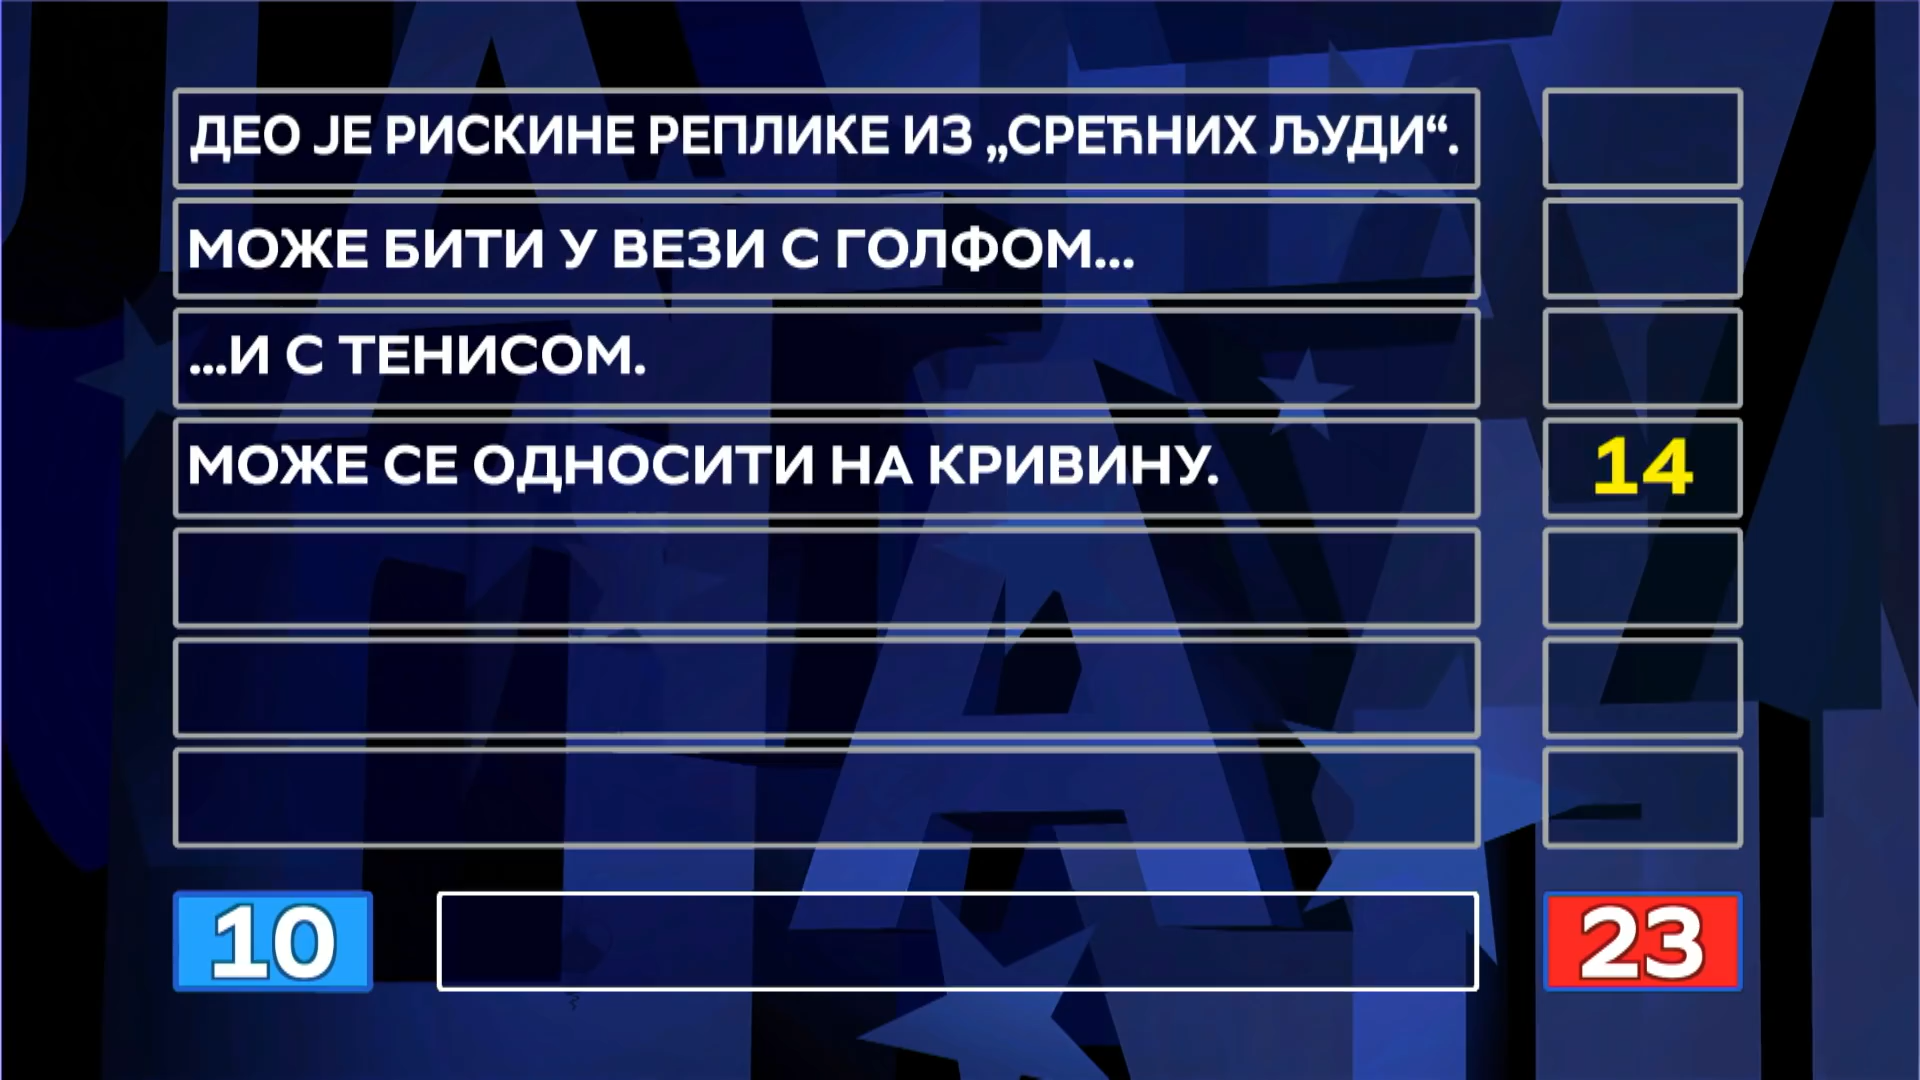 ДЕО ЈЕ РИСКИНЕ РЕПЛИКЕ ИЗ „СРЕЋНИХ ЉУДИ“.
МОЖЕ БИТИ У ВЕЗИ С ГОЛФОМ...
...И С ТЕНИСОМ.
МОЖЕ СЕ ОДНОСИТИ НА КРИВИНУ. 14
10 23